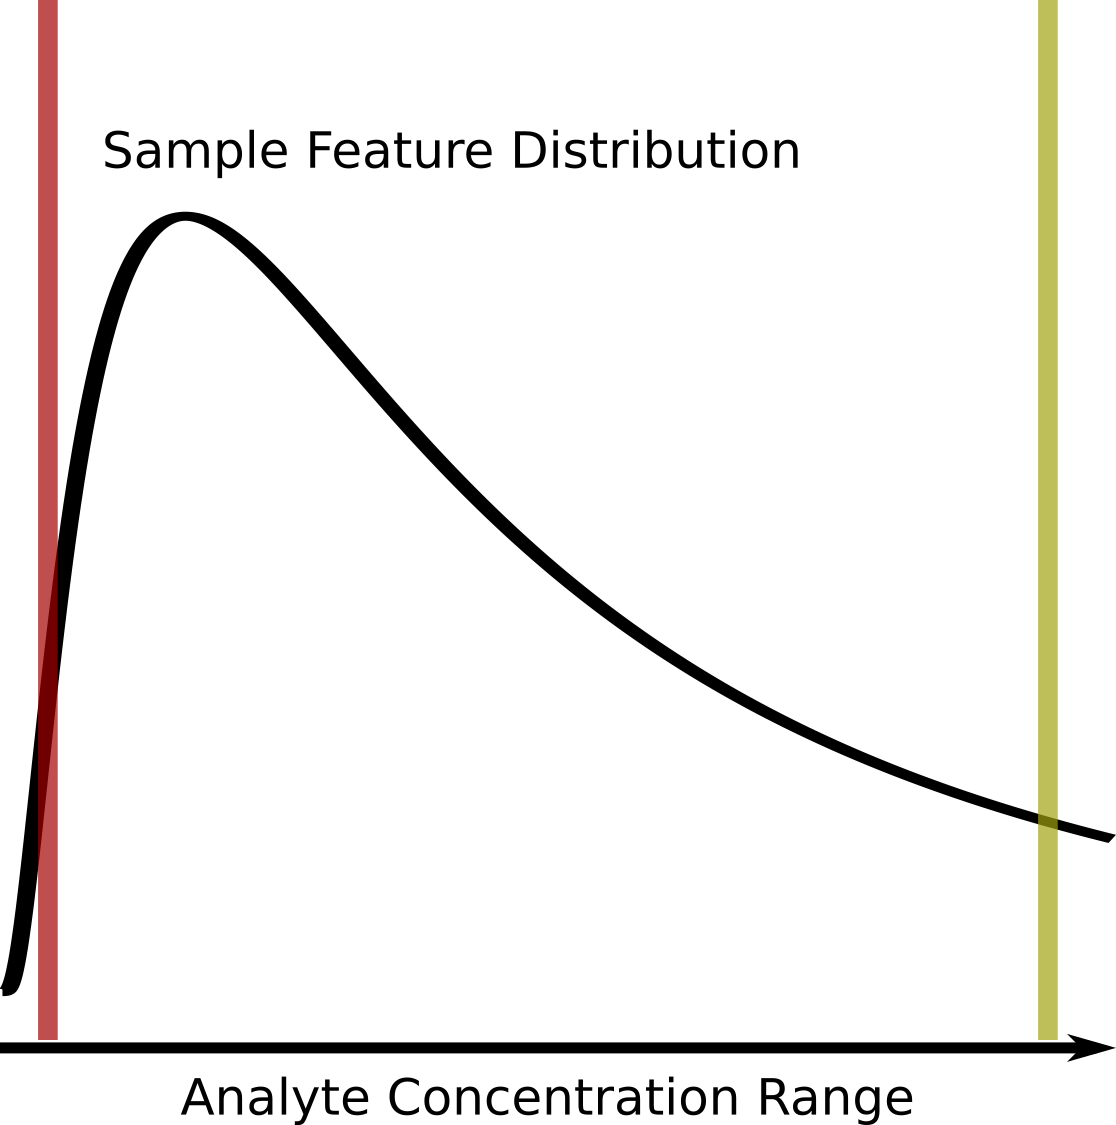 Sample Feature Distribution
Analyte Concentration Range